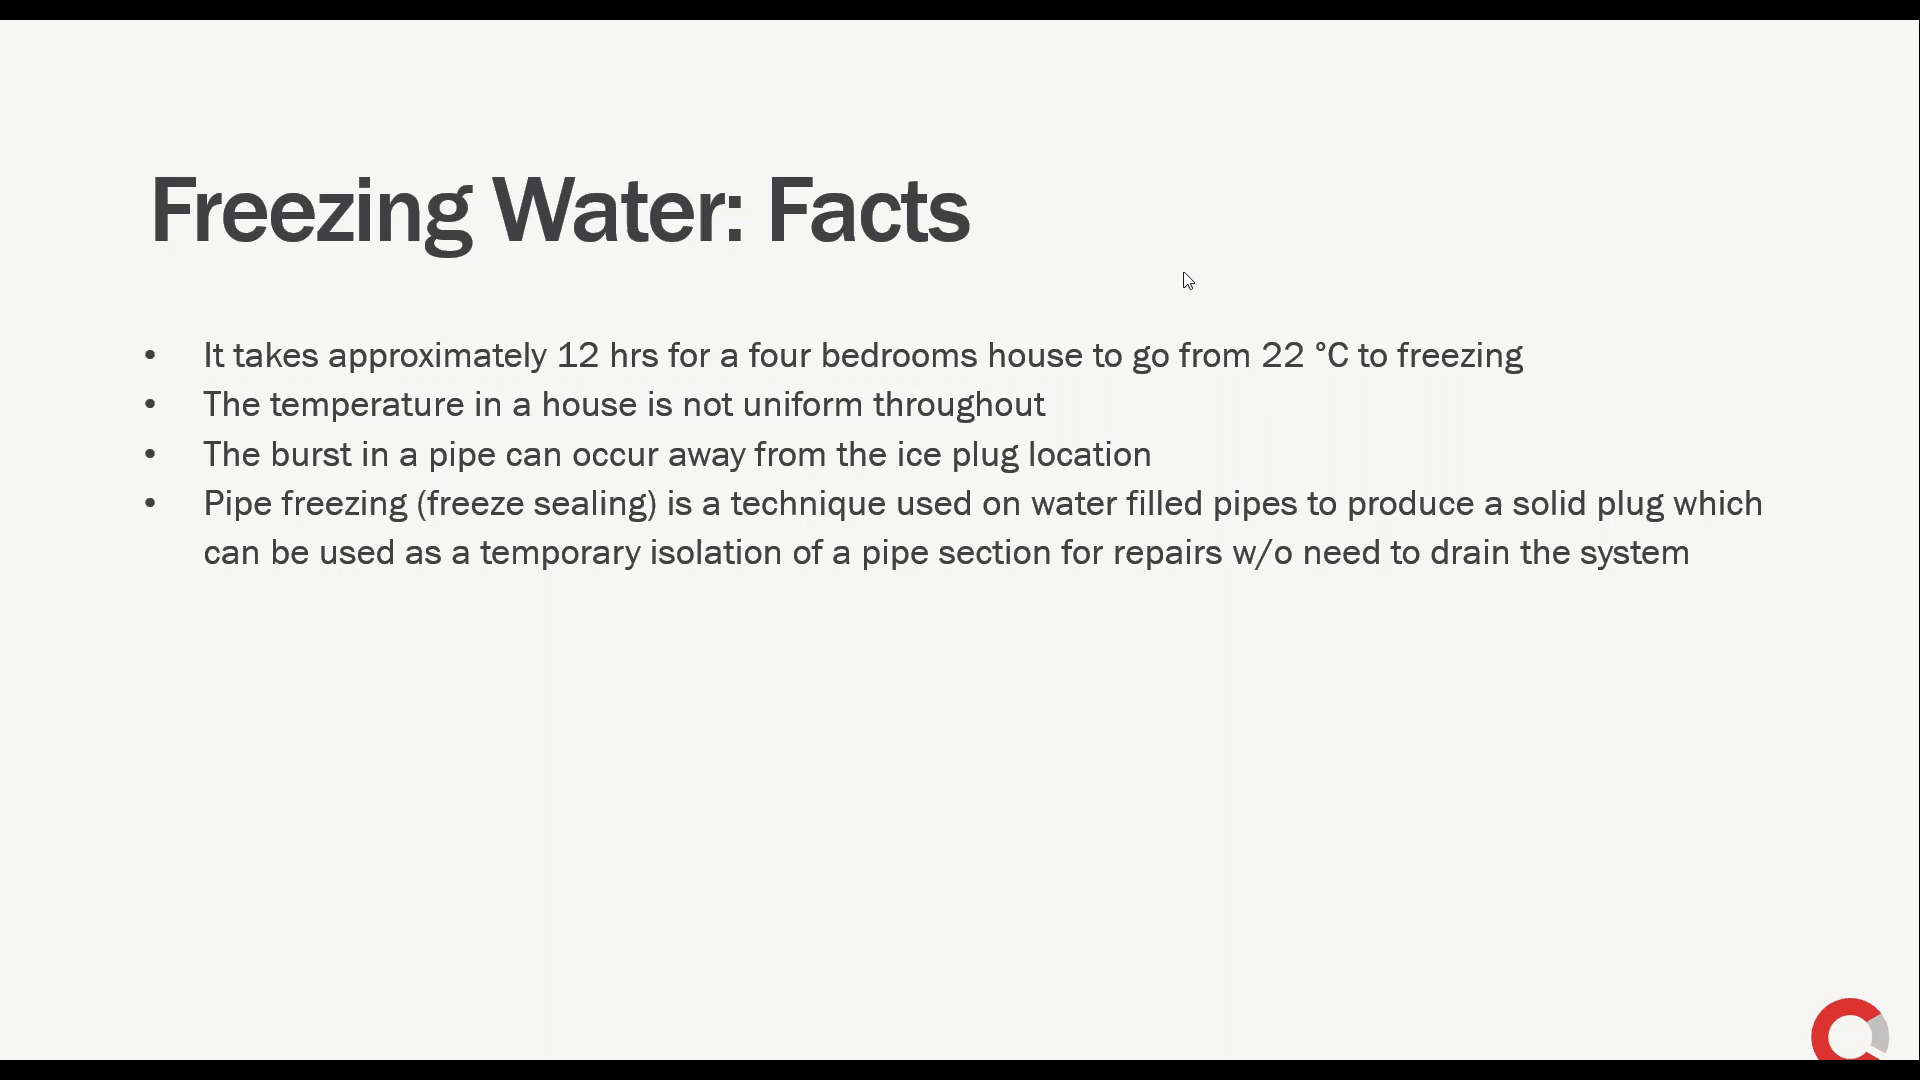 Freezing Water: Facts
• It takes approximately 12 hrs for a four bedrooms house to go from 22 °C to freezing
• The temperature in a house is not uniform throughout
• The burst in a pipe can occur away from the ice plug location
• Pipe freezing (freeze sealing) is a technique used on water filled pipes to produce a solid plug which
can be used as a temporary isolation of a pipe section for repairs w/o need to drain the system